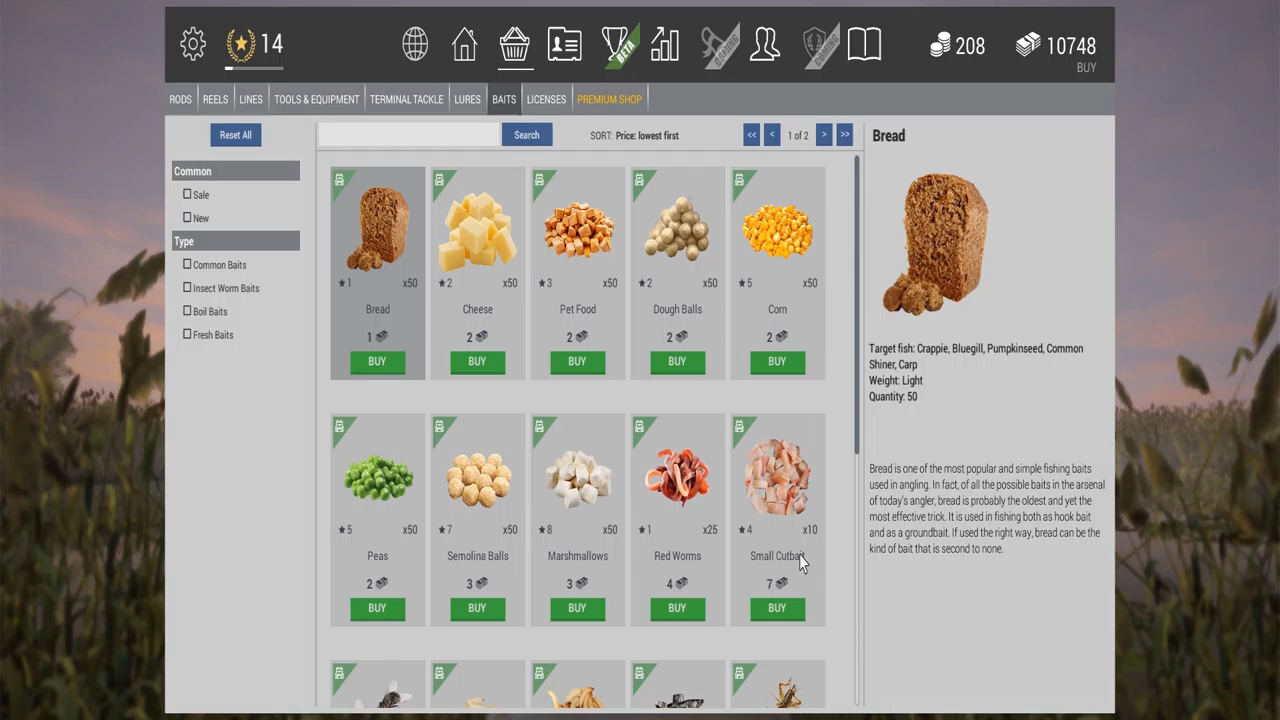 14
BETA
COMING
COMING
208
10748
BUY
RODS
REELS
LINES
TOOLS & EQUIPMENT
TERMINAL TACKLE
LURES
BAITS
LICENSES
PREMIUM SHOP
Reset All
Search
SORT: Price: lowest first
<<
<
1 of 2
>
>>
Bread
Common
Sale
New
Type
Common Baits
Insect Worm Baits
Boil Baits
Fresh Baits
★1 x50
Bread
1
BUY
★2 x50
Cheese
2
BUY
★3 x50
Pet Food
2
BUY
★2 x50
Dough Balls
2
BUY
★5 x50
Corn
2
BUY
★5 x50
Peas
2
BUY
★7 x50
Semolina Balls
3
BUY
★8 x50
Marshmallows
3
BUY
★1 x25
Red Worms
4
BUY
★4 x10
Small Cutbait
7
BUY
Target fish: Crappie, Bluegill, Pumpkinseed, Common
Shiner, Carp
Weight: Light
Quantity: 50
Bread is one of the most popular and simple fishing baits
used in angling. In fact, of all the possible baits in the arsenal
of today's angler, bread is probably the oldest and yet the
most effective trick. It is used in fishing both as hook bait
and as a groundbait. If used the right way, bread can be the
kind of bait that is second to none.